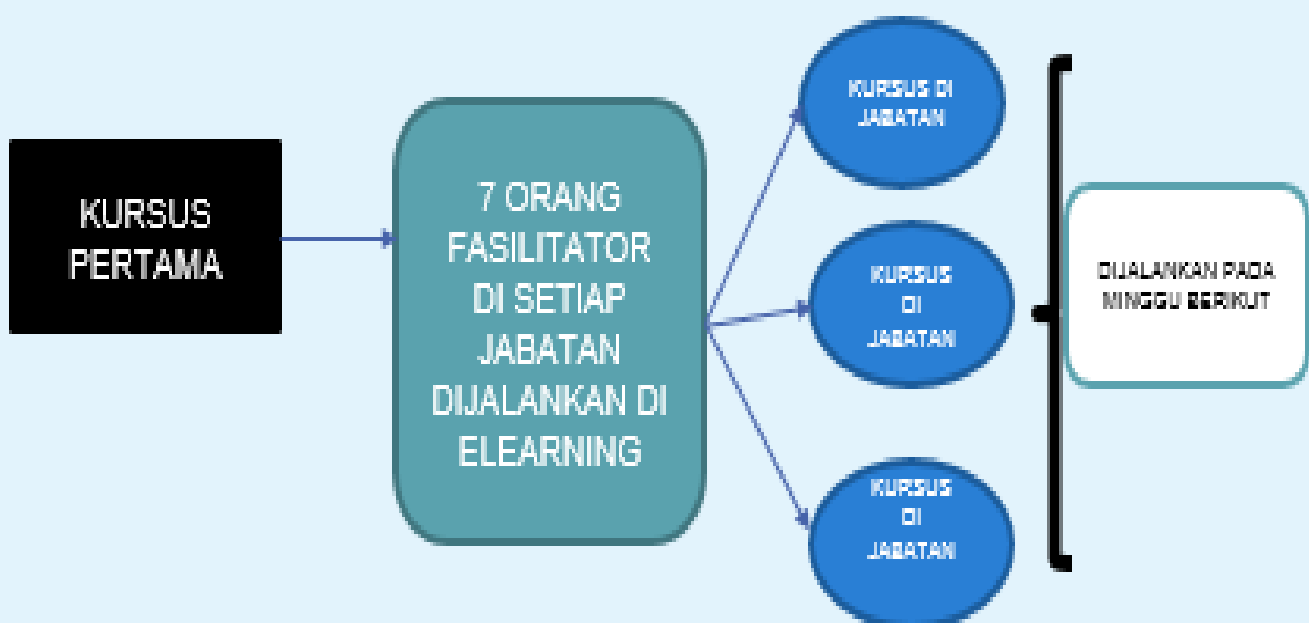 KURSUS
PERTAMA
7 ORANG
FASILITATOR
DI SETIAP
JABATAN
DIJALANKAN DI
ELEARNING
KURSUS DI
JABATAN
KURSUS
DI
JABATAN
KURSUS
DI
JABATAN
DIJALANKAN PADA
MINGGU BERIKUT